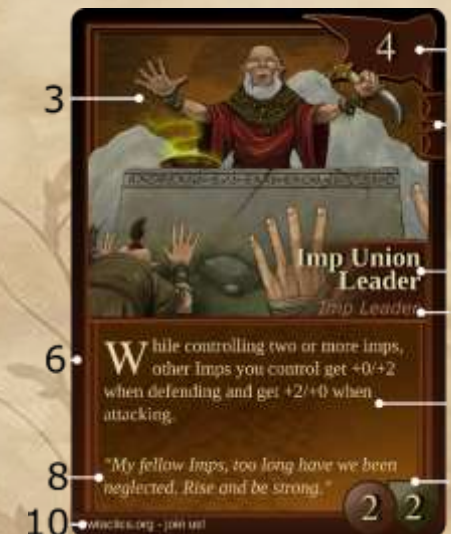 4
3
Imp Union
Leader
Imp Leader
While controlling two or more imps,
other Imps you control get +0/+2
when defending and get +2/+0 when
attacking.
6
"My fellow Imps, too long have we been
neglected. Rise and be strong."
8
2 2
10
wtactics.org - join us!